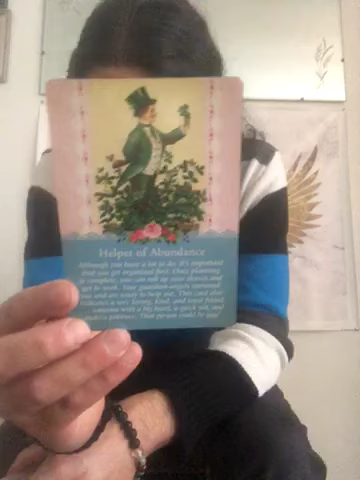 Helper of Abundance
Although you have a lot to do, it's important
that you get organized first. Once planning
is complete, you can roll up your sleeves and
get to work. Your guardian angels surround
you and are ready to help out. This card also
indicates a very loving, kind, and loyal friend,
someone with a big heart, a quick wit, and
a patience. That person could be you!